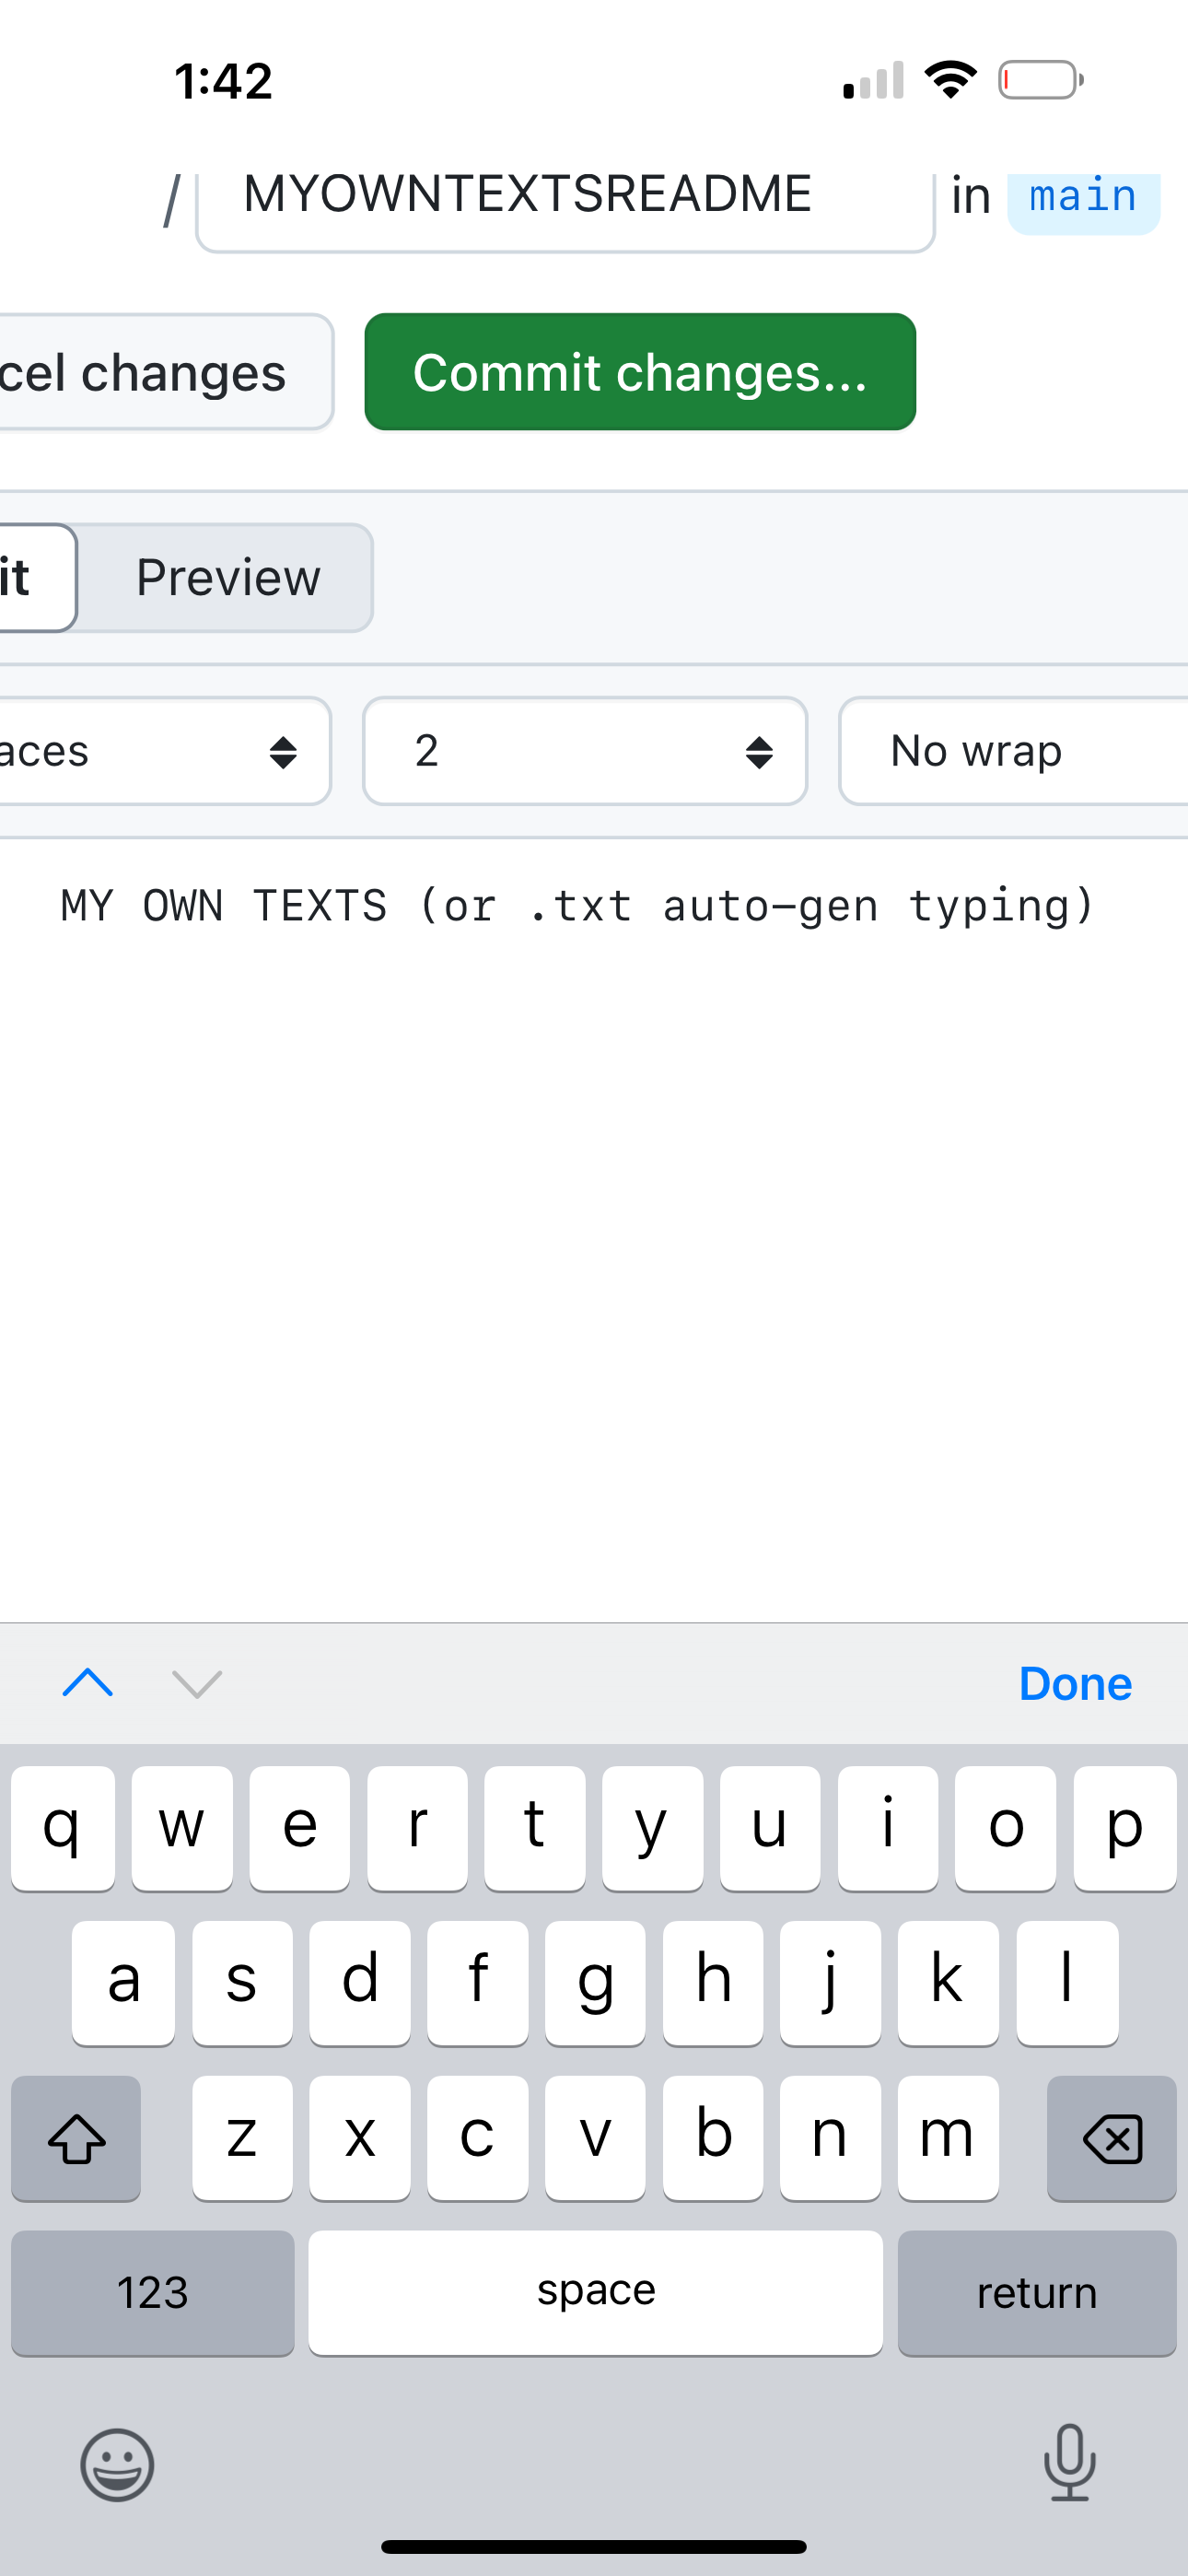 1:42
/ MYOWNTEXTSREADME in main
cel changes Commit changes...
it Preview
aces 2 No wrap
MY OWN TEXTS (or .txt auto-gen typing)
Done
q w e r t y u i o p
a s d f g h j k l
z x c v b n m
123 space return